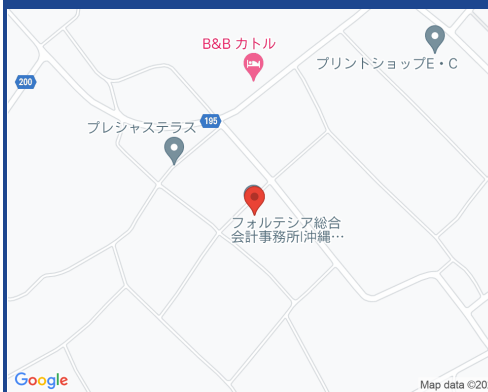 B&B カトル
プリントショップE・C
200
195
プレシャステラス
フォルテシア総合
会計事務所|沖縄…
Google
Map data ©20